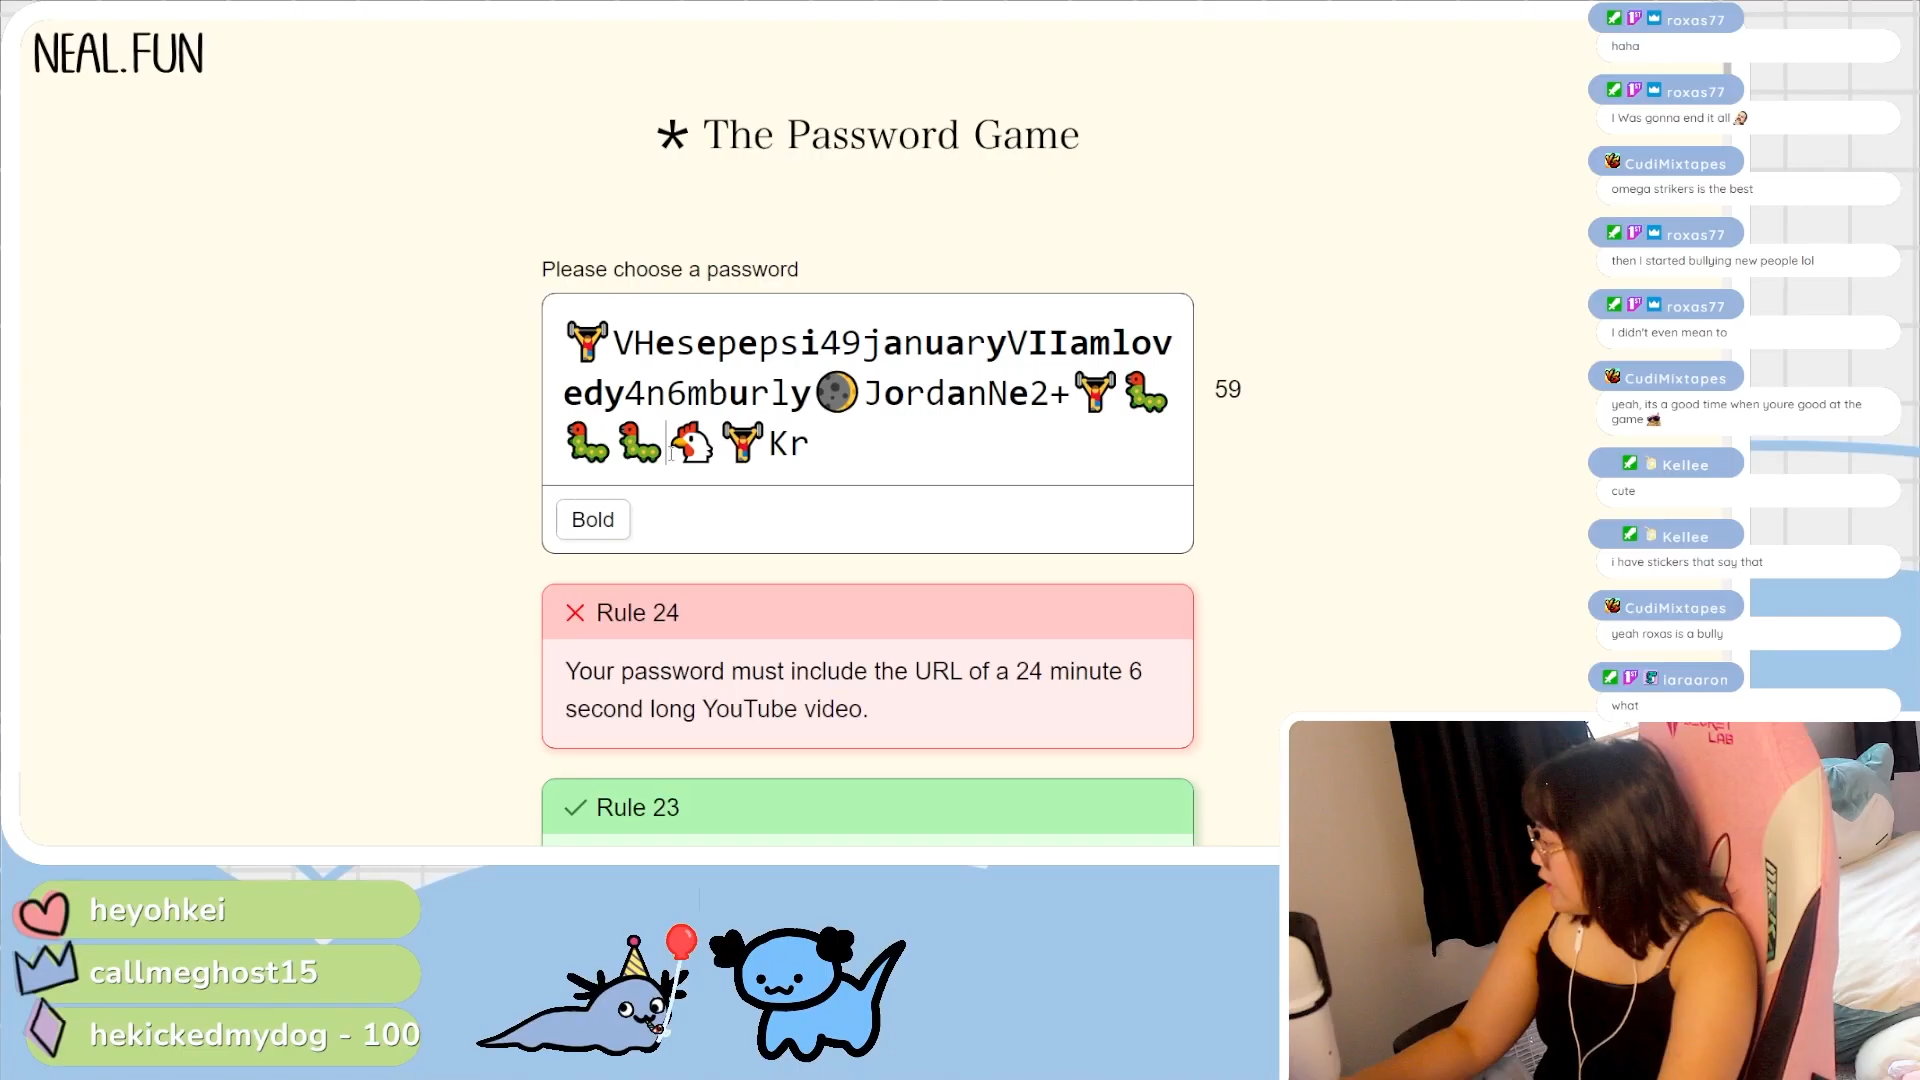 NEAL.FUN
* The Password Game
Please choose a password
🏋VHesepepsi49januaryVIIamlov
edy4n6mburly🌒JordanNe2+🏋🐛
🐛🐛🐔🏋Kr
59
Bold
Rule 24
Your password must include the URL of a 24 minute 6
second long YouTube video.
Rule 23
roxas77
haha
roxas77
I Was gonna end it all
CudiMixtapes
omega strikers is the best
roxas77
then I started bullying new people lol
roxas77
I didn't even mean to
CudiMixtapes
yeah, its a good time when youre good at the
game
Kellee
cute
Kellee
i have stickers that say that
CudiMixtapes
yeah roxas is a bully
laraaron
what
LAB
heyohkei
callmeghost15
hekickedmydog - 100